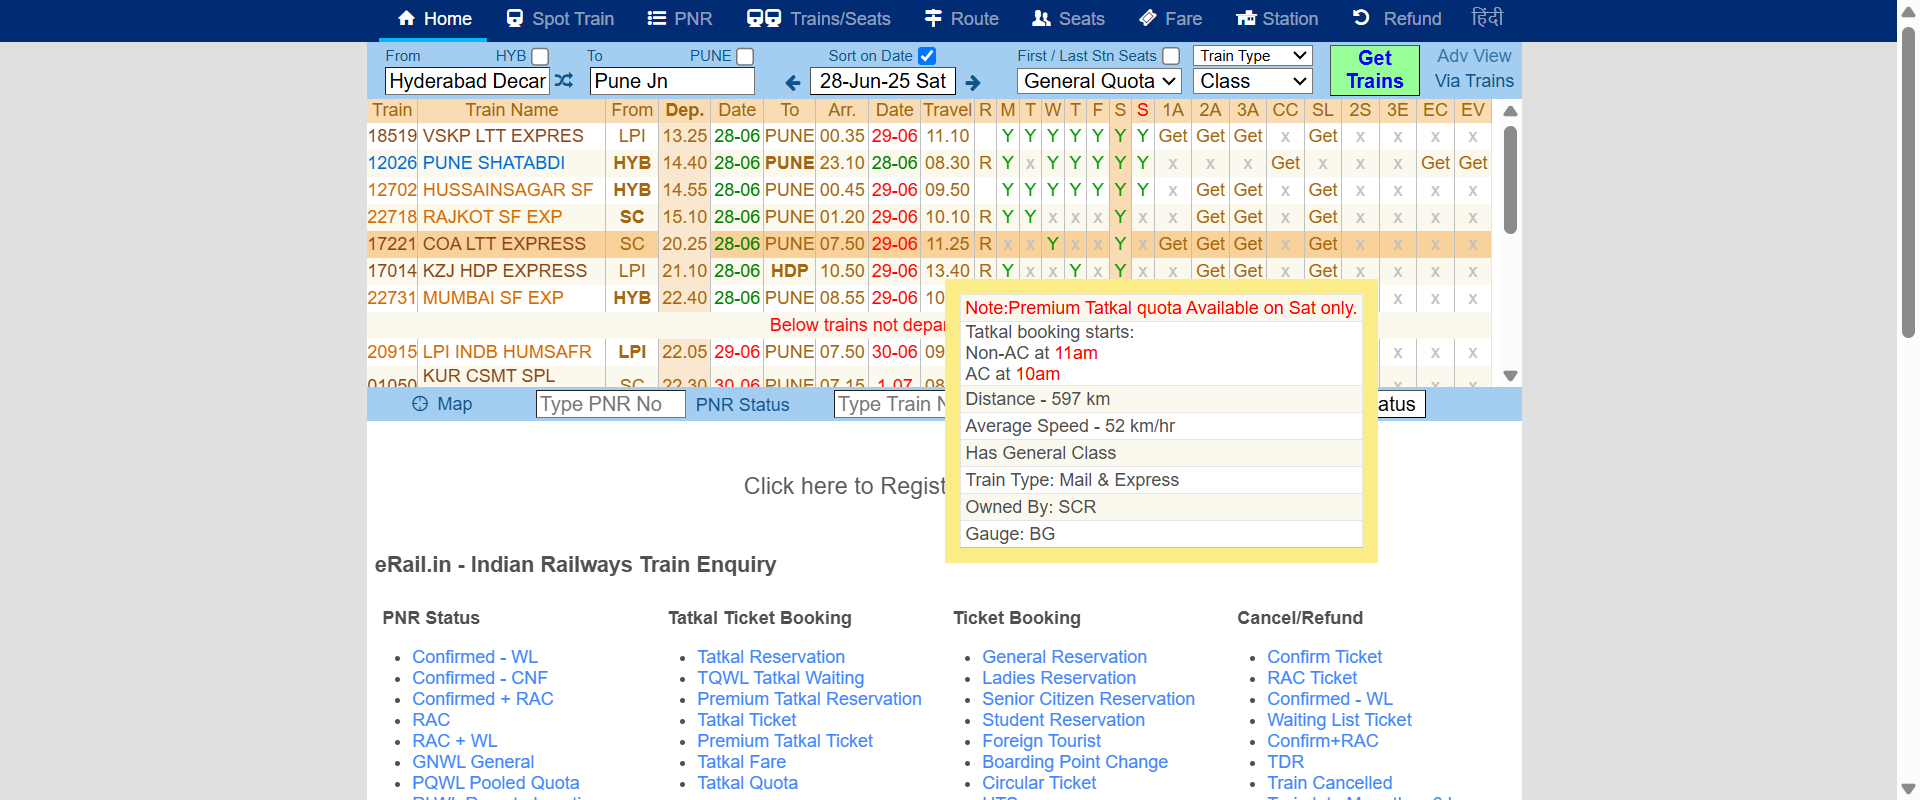 Home Spot Train PNR Trains/Seats Route Seats Fare Station Refund हिंदी
From HYB To PUNE Sort on Date First / Last Stn Seats Train Type Get Trains Adv View
Hyderabad Decar Pune Jn 28-Jun-25 Sat General Quota Class Via Trains
Train Train Name From Dep. Date To Arr. Date Travel R M T W T F S S 1A 2A 3A CC SL 2S 3E EC EV
18519 VSKP LTT EXPRES LPI 13.25 28-06 PUNE 00.35 29-06 11.10 Y Y Y Y Y Y Y Get Get Get x Get x x x x
12026 PUNE SHATABDI HYB 14.40 28-06 PUNE 23.10 28-06 08.30 R Y x Y Y Y Y Y x x x Get x x x Get Get
12702 HUSSAINSAGAR SF HYB 14.55 28-06 PUNE 00.45 29-06 09.50 Y Y Y Y Y Y Y x Get Get x Get x x x x
22718 RAJKOT SF EXP SC 15.10 28-06 PUNE 01.20 29-06 10.10 R Y Y x x x Y x x Get Get x Get x x x x
17221 COA LTT EXPRESS SC 20.25 28-06 PUNE 07.50 29-06 11.25 R x x Y x x Y x Get Get Get x Get x x x x
17014 KZJ HDP EXPRESS LPI 21.10 28-06 HDP 10.50 29-06 13.40 R Y x x Y x Y x x Get Get x Get x x x x
22731 MUMBAI SF EXP HYB 22.40 28-06 PUNE 08.55 29-06 10 x x x
Below trains not depar
20915 LPI INDB HUMSAFR LPI 22.05 29-06 PUNE 07.50 30-06 09 x x x
01050 KUR CSMT SPL SC 22.30 30-06 PUNE 07.15 1-07 08 x x x
Note:Premium Tatkal quota Available on Sat only.
Tatkal booking starts:
Non-AC at 11am
AC at 10am
Distance - 597 km
Average Speed - 52 km/hr
Has General Class
Train Type: Mail & Express
Owned By: SCR
Gauge: BG
Map Type PNR No PNR Status Type Train N atus
Click here to Regist
eRail.in - Indian Railways Train Enquiry
PNR Status
Confirmed - WL
Confirmed - CNF
Confirmed + RAC
RAC
RAC + WL
GNWL General
PQWL Pooled Quota
Tatkal Ticket Booking
Tatkal Reservation
TQWL Tatkal Waiting
Premium Tatkal Reservation
Tatkal Ticket
Premium Tatkal Ticket
Tatkal Fare
Tatkal Quota
Ticket Booking
General Reservation
Ladies Reservation
Senior Citizen Reservation
Student Reservation
Foreign Tourist
Boarding Point Change
Circular Ticket
UTS
Cancel/Refund
Confirm Ticket
RAC Ticket
Confirmed - WL
Waiting List Ticket
Confirm+RAC
TDR
Train Cancelled